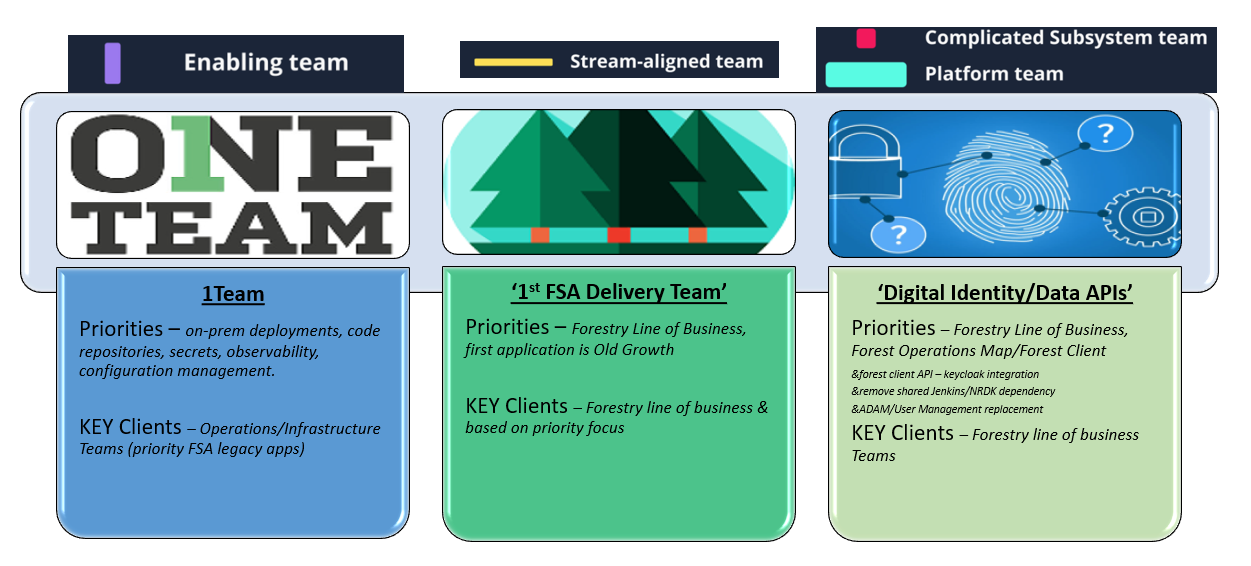 Enabling team
Stream-aligned team
Complicated Subsystem team
Platform team
ONE
TEAM
?
?
1Team
Priorities – on-prem deployments, code
repositories, secrets, observability,
configuration management.
KEY Clients – Operations/Infrastructure
Teams (priority FSA legacy apps)
‘1st FSA Delivery Team’
Priorities – Forestry Line of Business,
first application is Old Growth
KEY Clients – Forestry line of business &
based on priority focus
‘Digital Identity/Data APIs’
Priorities – Forestry Line of Business,
Forest Operations Map/Forest Client
&forest client API – keycloak integration
&remove shared Jenkins/NRDK dependency
&ADAM/User Management replacement
KEY Clients – Forestry line of business
Teams